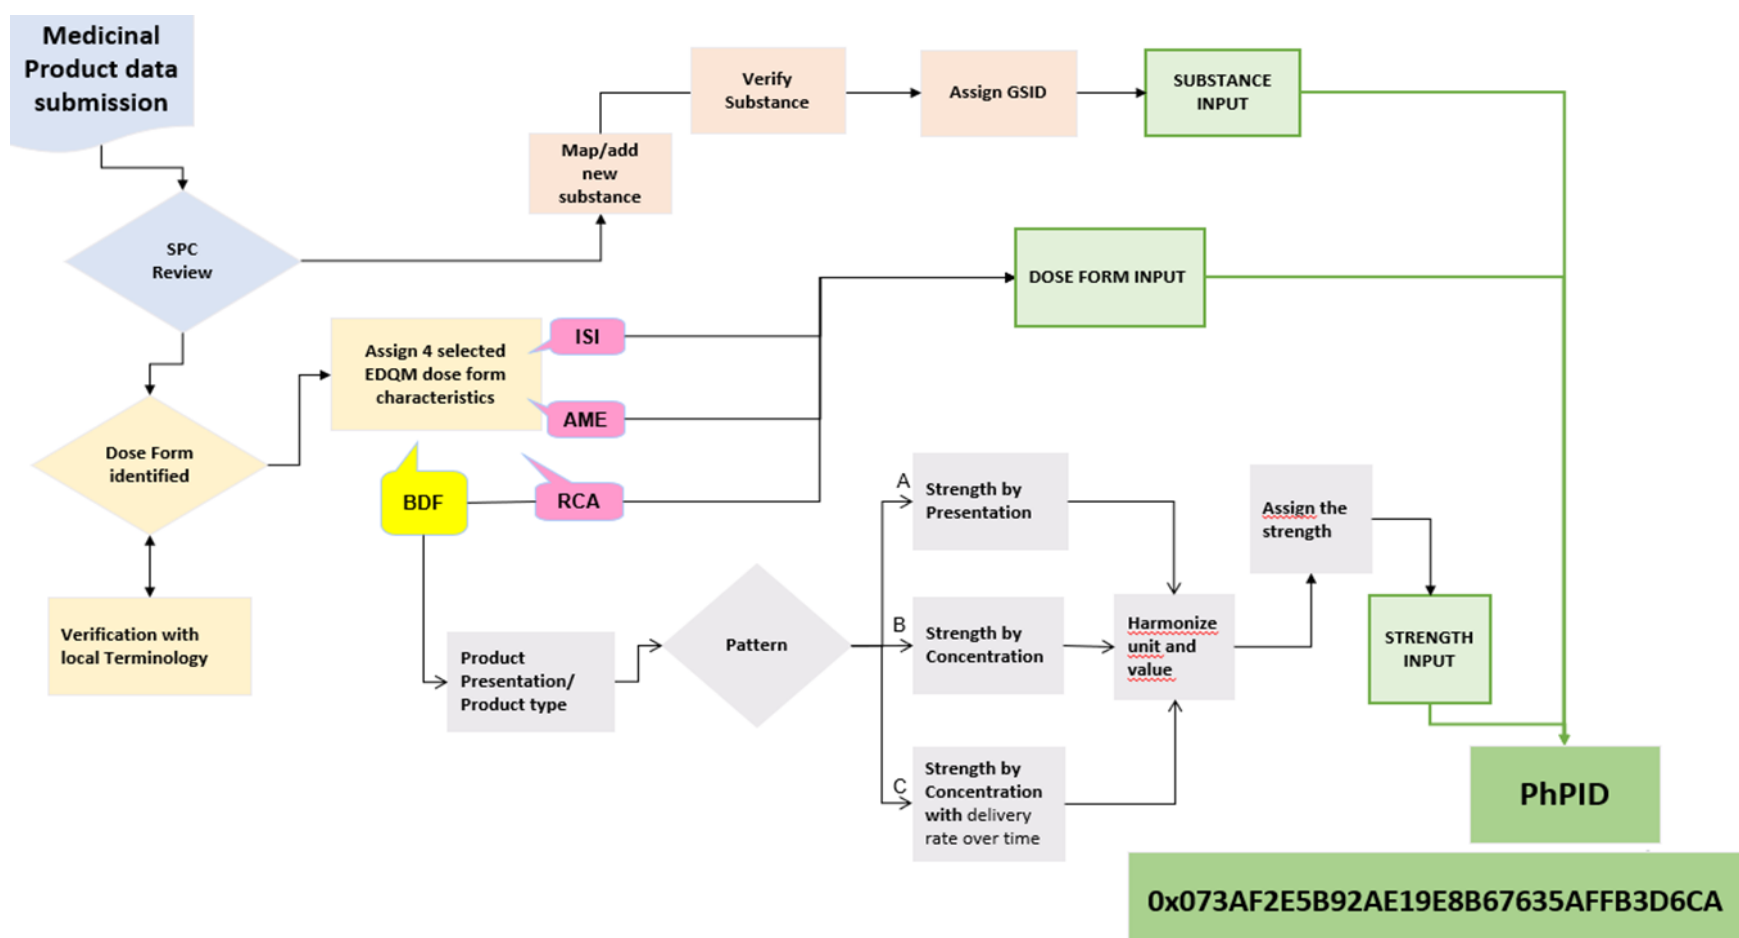 Medicinal
Product data
submission
SPC
Review
Map/add
new
substance
Verify
Substance
Assign GSID
SUBSTANCE
INPUT
DOSE FORM INPUT
Dose Form
identified
Assign 4 selected
EDQM dose form
characteristics
ISI
AME
RCA
BDF
Verification with
local Terminology
Product
Presentation/
Product type
Pattern
A
Strength by
Presentation
B
Strength by
Concentration
C
Strength by
Concentration
with delivery
rate over time
Harmonize
unit and
value
Assign the
strength
STRENGTH
INPUT
PhPID
0x073AF2E5B92AE19E8B67635AFFB3D6CA